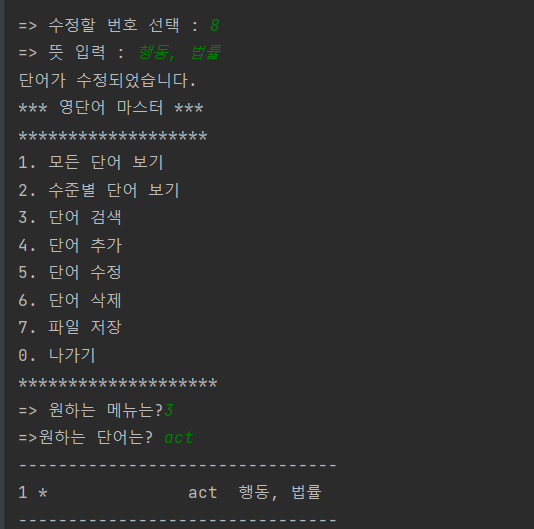 => 수정할 번호 선택 : 8
=> 뜻 입력 : 행동, 법률
단어가 수정되었습니다.
*** 영단어 마스터 ***
*******************
1. 모든 단어 보기
2. 수준별 단어 보기
3. 단어 검색
4. 단어 추가
5. 단어 수정
6. 단어 삭제
7. 파일 저장
0. 나가기
********************
=> 원하는 메뉴는?3
=>원하는 단어는? act
--------------------------------
1 *              act  행동, 법률
--------------------------------